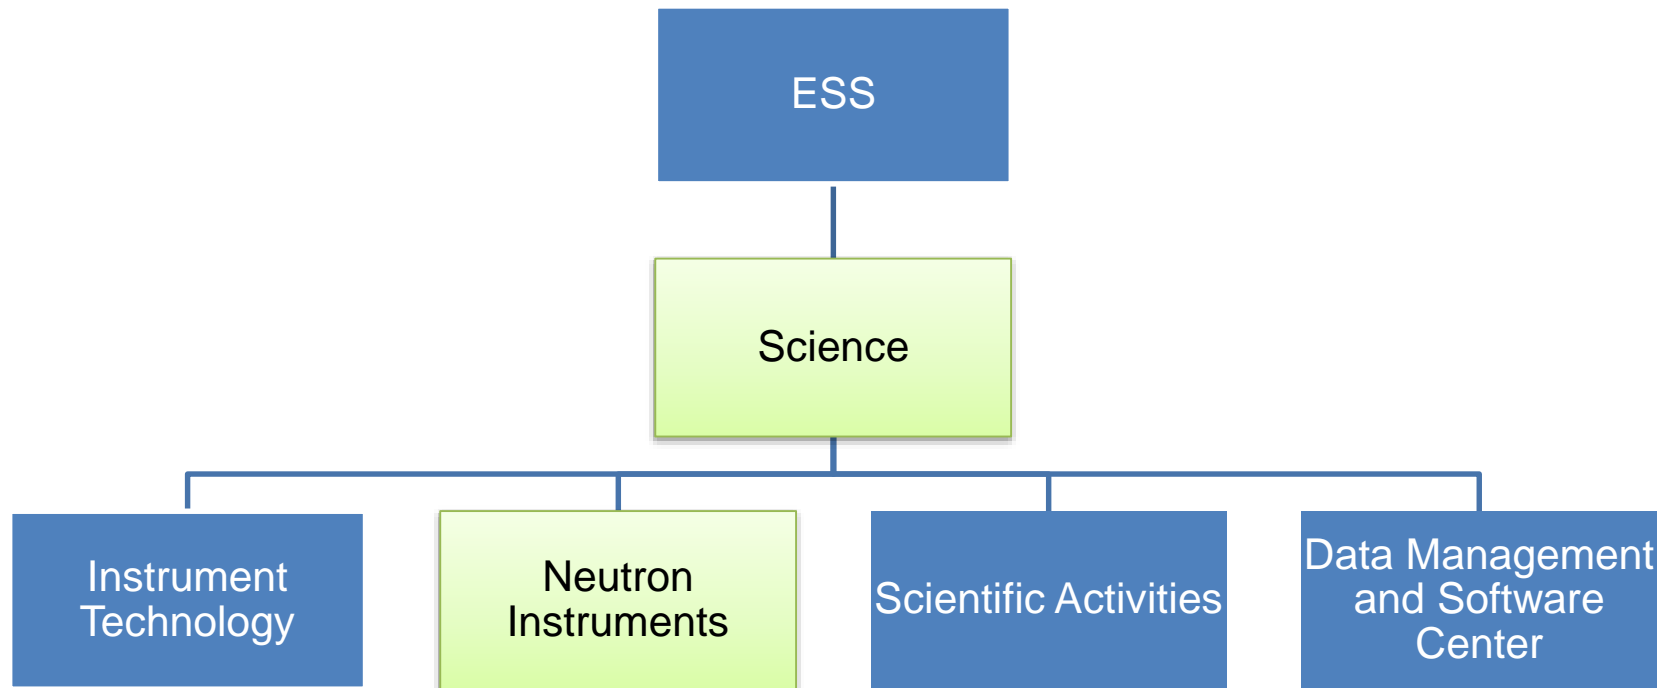 ESS
Science
Instrument
Technology
Neutron
Instruments
Scientific Activities
Data Management
and Software
Center